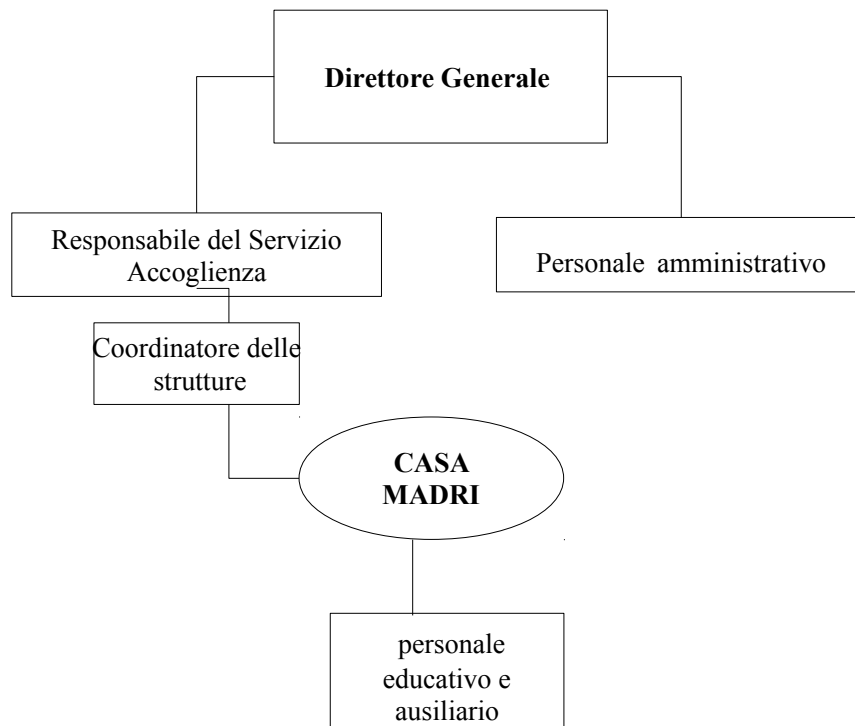 Direttore Generale
Responsabile del Servizio
Accoglienza
Personale amministrativo
Coordinatore delle
strutture
CASA
MADRI
personale
educativo e
ausiliario